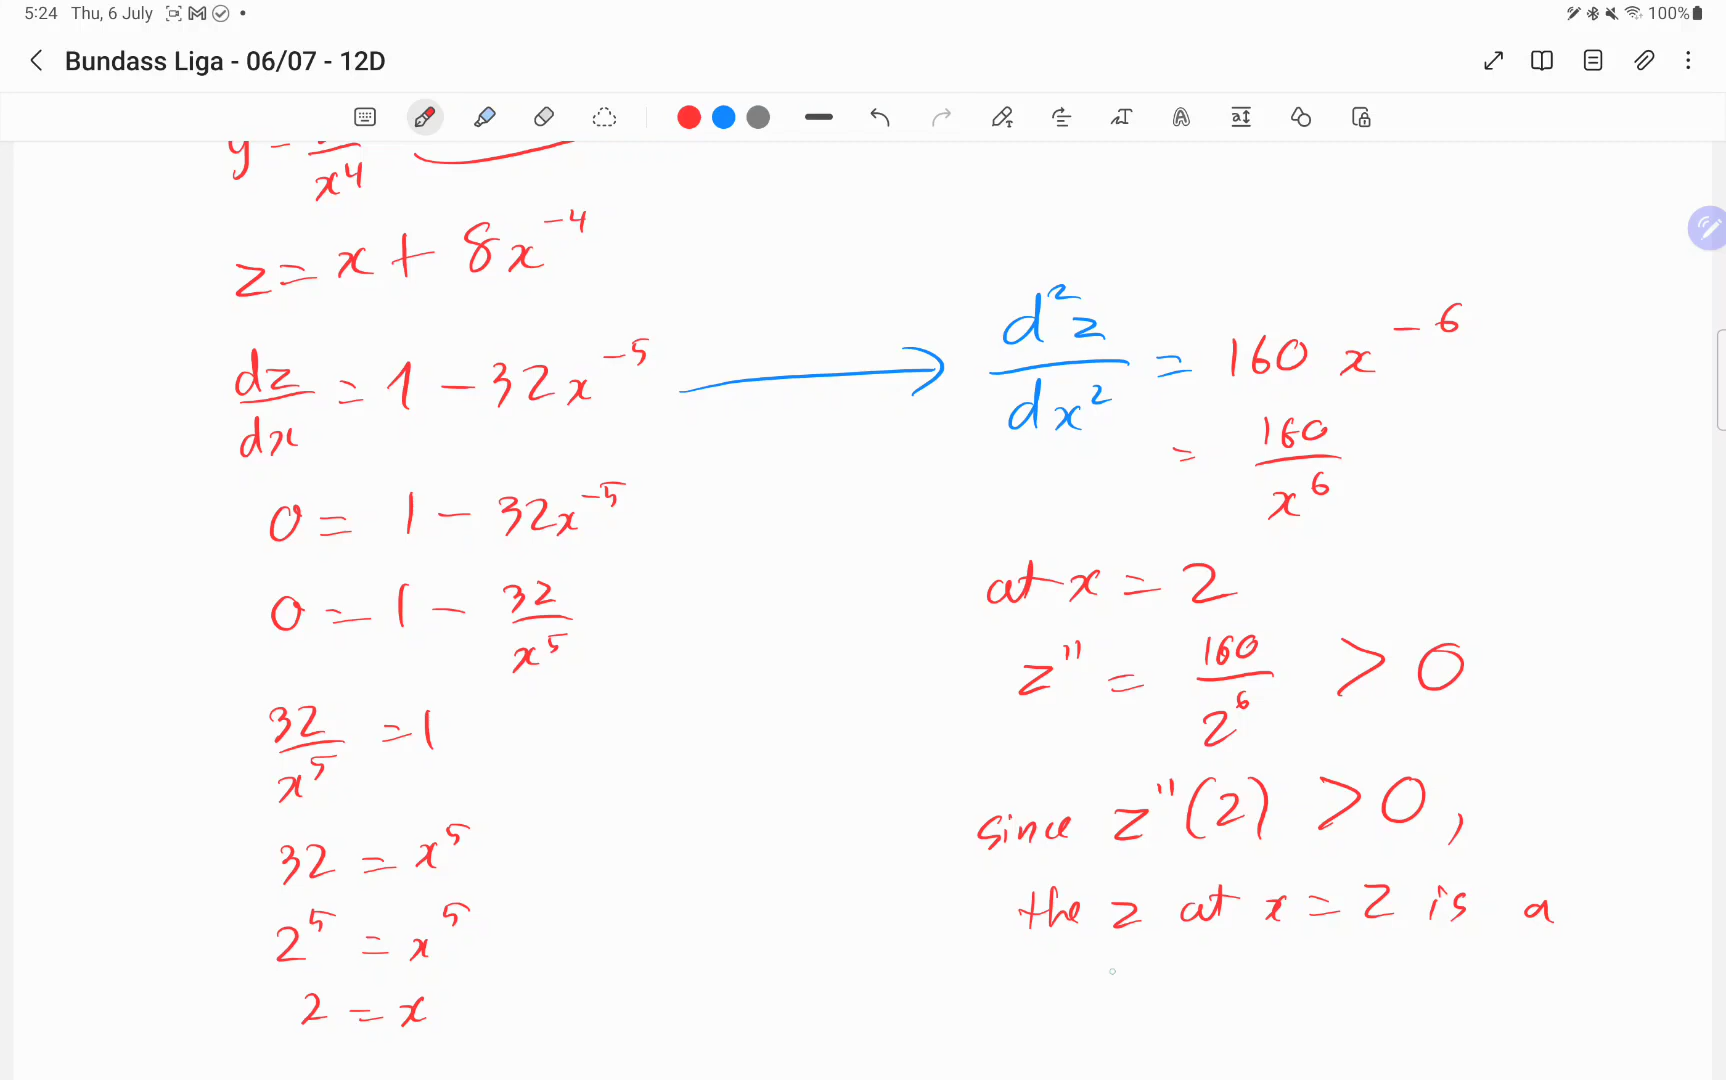 5:24 Thu, 6 July
100%
Bundass Liga - 06/07 - 12D
y = /x⁴
z = x + 8x⁻⁴
dz/dx = 1 - 32x⁻⁵
0 = 1 - 32x⁻⁵
0 = 1 - 32/x⁵
32/x⁵ = 1
32 = x⁵
2⁵ = x⁵
2 = x
d²z/dx² = 160 x⁻⁶
= 160/x⁶
at x = 2
z" = 160/2⁶ > 0
since z"(2) > 0,
the z at x = 2 is a